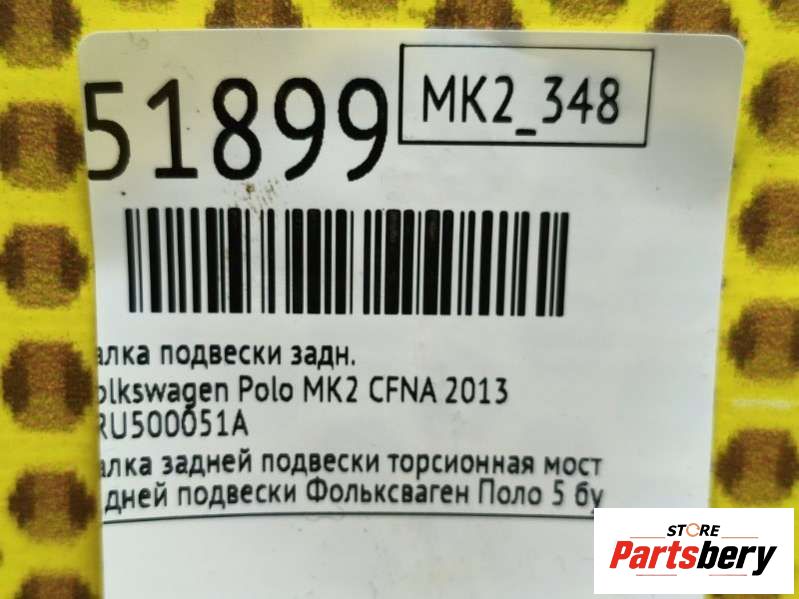 51899
MK2_348
алка подвески задн.
olkswagen Polo MK2 CFNA 2013
RU500051A
алка задней подвески торсионная мост
дней подвески Фольксваген Поло 5 бу
STORE
Partsbery